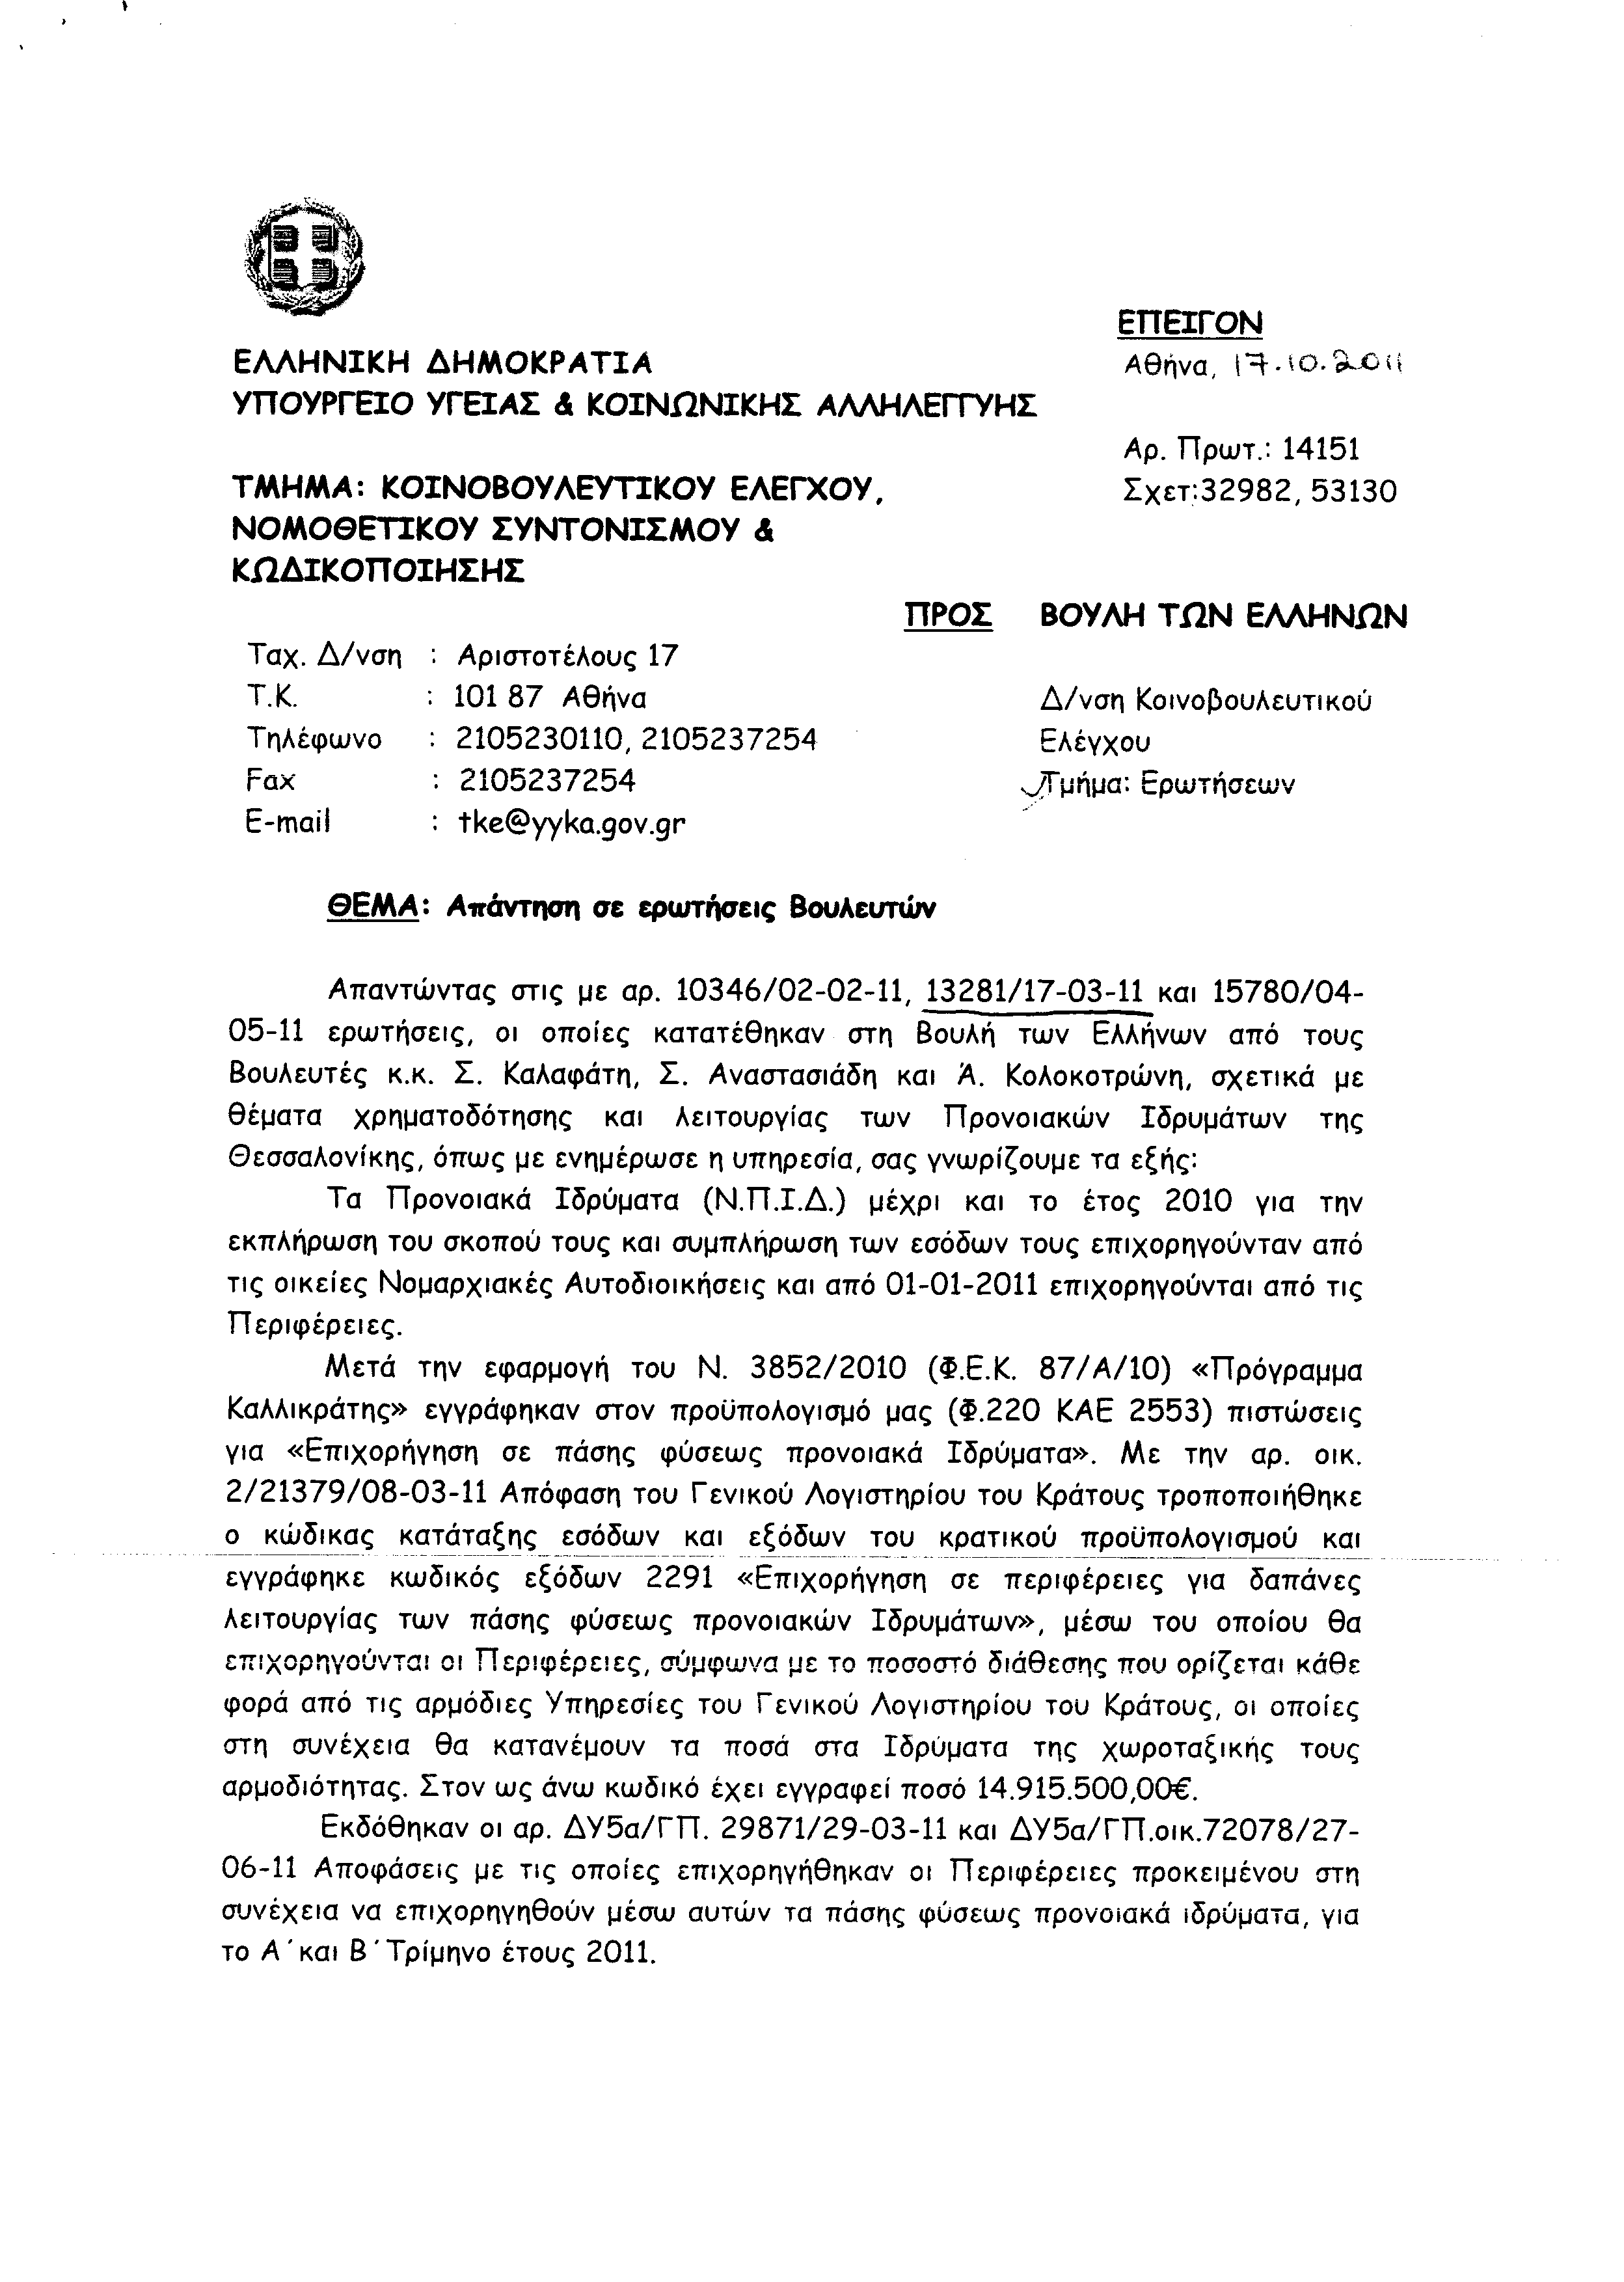 ΕΠΕΙΓΟΝ
ΕΛΛΗΝΙΚΗ ΔΗΜΟΚΡΑΤΙΑ
Αθήνα, 17.10.2011
ΥΠΟΥΡΓΕΙΟ ΥΓΕΙΑΣ & ΚΟΙΝΩΝΙΚΗΣ ΑΛΛΗΛΕΓΓΥΗΣ
Αρ. Πρωτ.: 14151
ΤΜΗΜΑ: ΚΟΙΝΟΒΟΥΛΕΥΤΙΚΟΥ ΕΛΕΓΧΟΥ,
Σχετ:32982, 53130
ΝΟΜΟΘΕΤΙΚΟΥ ΣΥΝΤΟΝΙΣΜΟΥ &
ΚΩΔΙΚΟΠΟΙΗΣΗΣ
ΠΡΟΣ ΒΟΥΛΗ ΤΩΝ ΕΛΛΗΝΩΝ
Ταχ. Δ/νση : Αριστοτέλους 17
Τ.Κ. : 101 87 Αθήνα
Τηλέφωνο : 2105230110, 2105237254
Fax : 2105237254
E-mail : tke@yyka.gov.gr
Δ/νση Κοινοβουλευτικού
Ελέγχου
Τμήμα: Ερωτήσεων
ΘΕΜΑ: Απάντηση σε ερωτήσεις Βουλευτών
Απαντώντας στις με αρ. 10346/02-02-11, 13281/17-03-11 και 15780/04-
05-11 ερωτήσεις, οι οποίες κατατέθηκαν στη Βουλή των Ελλήνων από τους
Βουλευτές κ.κ. Σ. Καλαφάτη, Σ. Αναστασιάδη και Ά. Κολοκοτρώνη, σχετικά με
θέματα χρηματοδότησης και λειτουργίας των Προνοιακών Ιδρυμάτων της
Θεσσαλονίκης, όπως με ενημέρωσε η υπηρεσία, σας γνωρίζουμε τα εξής:
Τα Προνοιακά Ιδρύματα (Ν.Π.Ι.Δ.) μέχρι και το έτος 2010 για την
εκπλήρωση του σκοπού τους και συμπλήρωση των εσόδων τους επιχορηγούνταν από
τις οικείες Νομαρχιακές Αυτοδιοικήσεις και από 01-01-2011 επιχορηγούνται από τις
Περιφέρειες.
Μετά την εφαρμογή του Ν. 3852/2010 (Φ.Ε.Κ. 87/Α/10) «Πρόγραμμα
Καλλικράτης» εγγράφηκαν στον προϋπολογισμό μας (Φ.220 ΚΑΕ 2553) πιστώσεις
για «Επιχορήγηση σε πάσης φύσεως προνοιακά Ιδρύματα». Με την αρ. οικ.
2/21379/08-03-11 Απόφαση του Γενικού Λογιστηρίου του Κράτους τροποποιήθηκε
ο κώδικας κατάταξης εσόδων και εξόδων του κρατικού προϋπολογισμού και
εγγράφηκε κωδικός εξόδων 2291 «Επιχορήγηση σε περιφέρειες για δαπάνες
λειτουργίας των πάσης φύσεως προνοιακών Ιδρυμάτων», μέσω του οποίου θα
επιχορηγούνται οι Περιφέρειες, σύμφωνα με το ποσοστό διάθεσης που ορίζεται κάθε
φορά από τις αρμόδιες Υπηρεσίες του Γενικού Λογιστηρίου του Κράτους, οι οποίες
στη συνέχεια θα κατανέμουν τα ποσά στα Ιδρύματα της χωροταξικής τους
αρμοδιότητας. Στον ως άνω κωδικό έχει εγγραφεί ποσό 14.915.500,00€.
Εκδόθηκαν οι αρ. ΔΥ5α/ΓΠ. 29871/29-03-11 και ΔΥ5α/ΓΠ.οικ.72078/27-
06-11 Αποφάσεις με τις οποίες επιχορηγήθηκαν οι Περιφέρειες προκειμένου στη
συνέχεια να επιχορηγηθούν μέσω αυτών τα πάσης φύσεως προνοιακά ιδρύματα, για
το Α΄και Β΄Τρίμηνο έτους 2011.